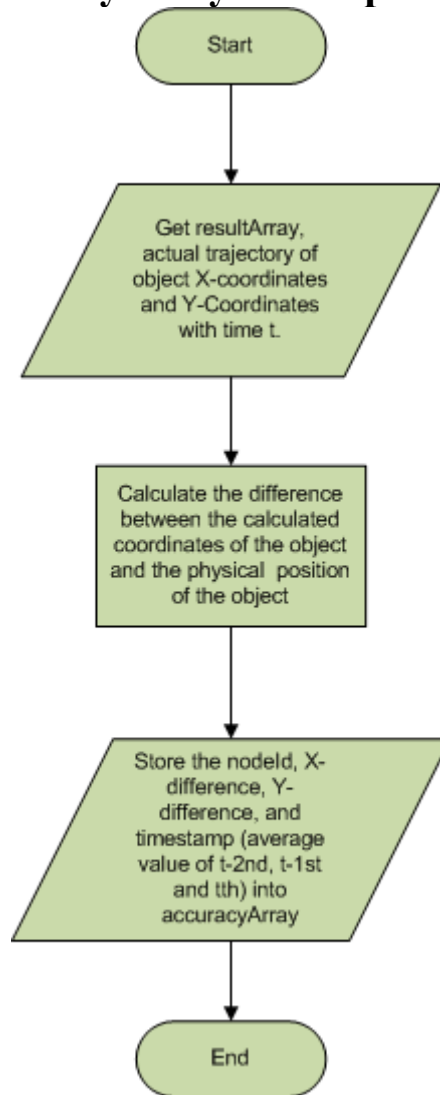 Start
Get resultArray,
actual trajectory of
object X-coordinates
and Y-Coordinates
with time t.
Calculate the difference
between the calculated
coordinates of the object
and the physical position
of the object
Store the nodeId, X-
difference, Y-
difference, and
timestamp (average
value of t-2nd, t-1st
and tth) into
accuracyArray
End